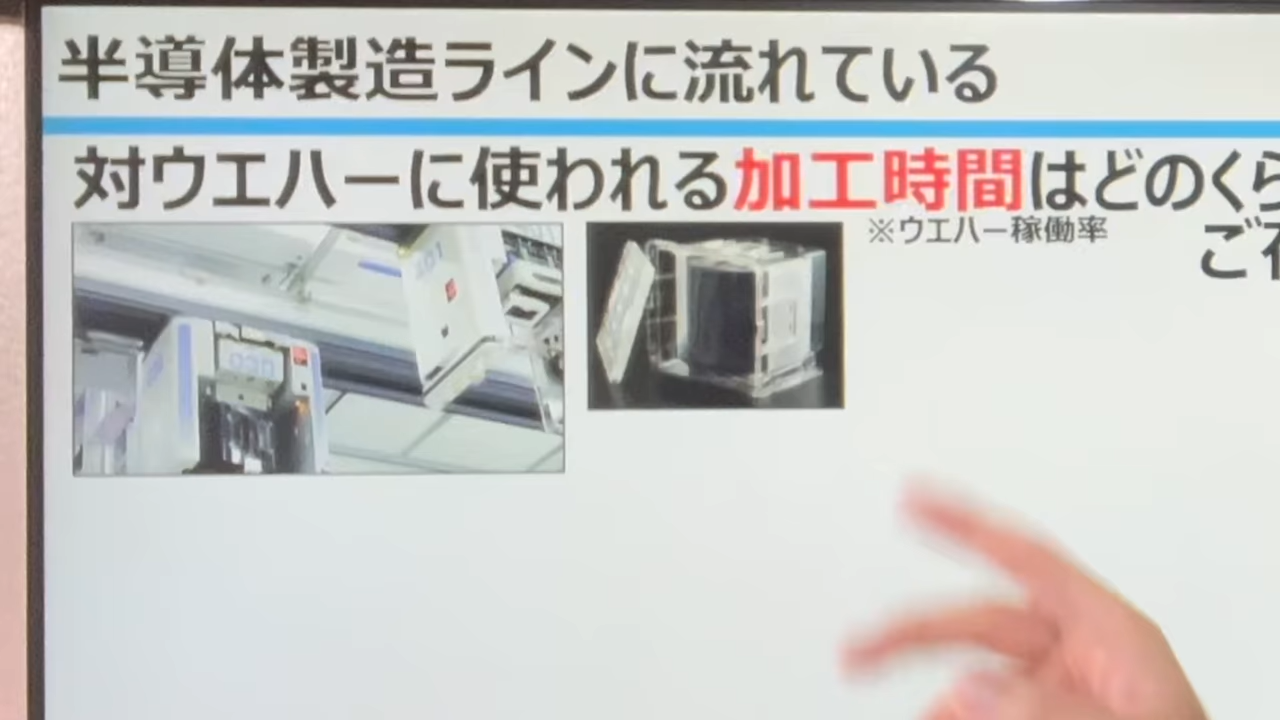 半導体製造ラインに流れている
対ウエハーに使われる加工時間はどのくら
※ウエハー稼働率
ご
030